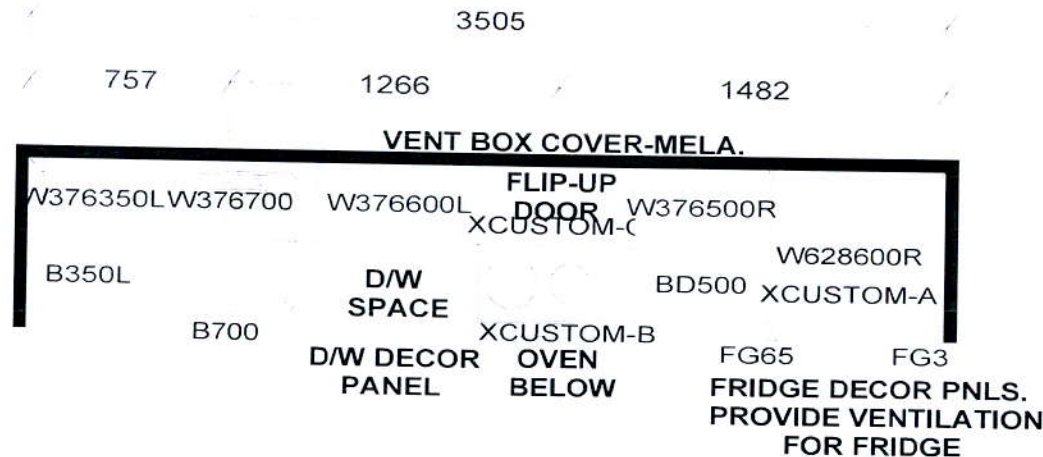 3505
757 1266 1482
VENT BOX COVER-MELA.
W376350L W376700 W376600L FLIP-UP DOOR W376500R
XCUSTOM-C
W628600R
B350L D/W SPACE BD500 XCUSTOM-A
B700 XCUSTOM-B
D/W DECOR PANEL OVEN BELOW FG65 FG3
FRIDGE DECOR PNLS.
PROVIDE VENTILATION
FOR FRIDGE